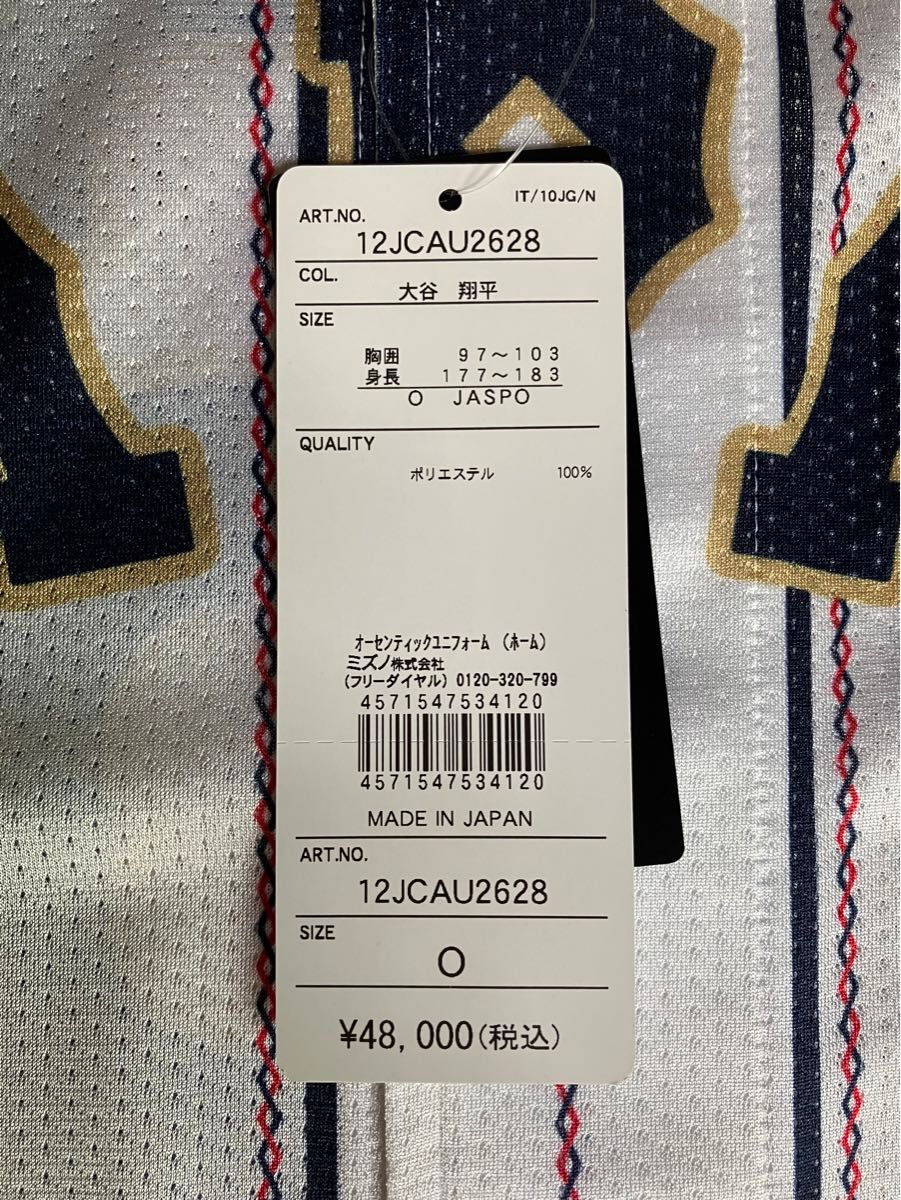 IT/10JG/N
ART.NO.
12JCAU2628
COL.
大谷　翔平
SIZE
胸囲 97～103
身長 177～183
O JASPO
QUALITY
ポリエステル 100%
オーセンティックユニフォーム （ホーム）
ミズノ株式会社
(フリーダイヤル) 0120-320-799
4571547534120
4571547534120
MADE IN JAPAN
ART.NO.
12JCAU2628
SIZE
O
¥48,000(税込)